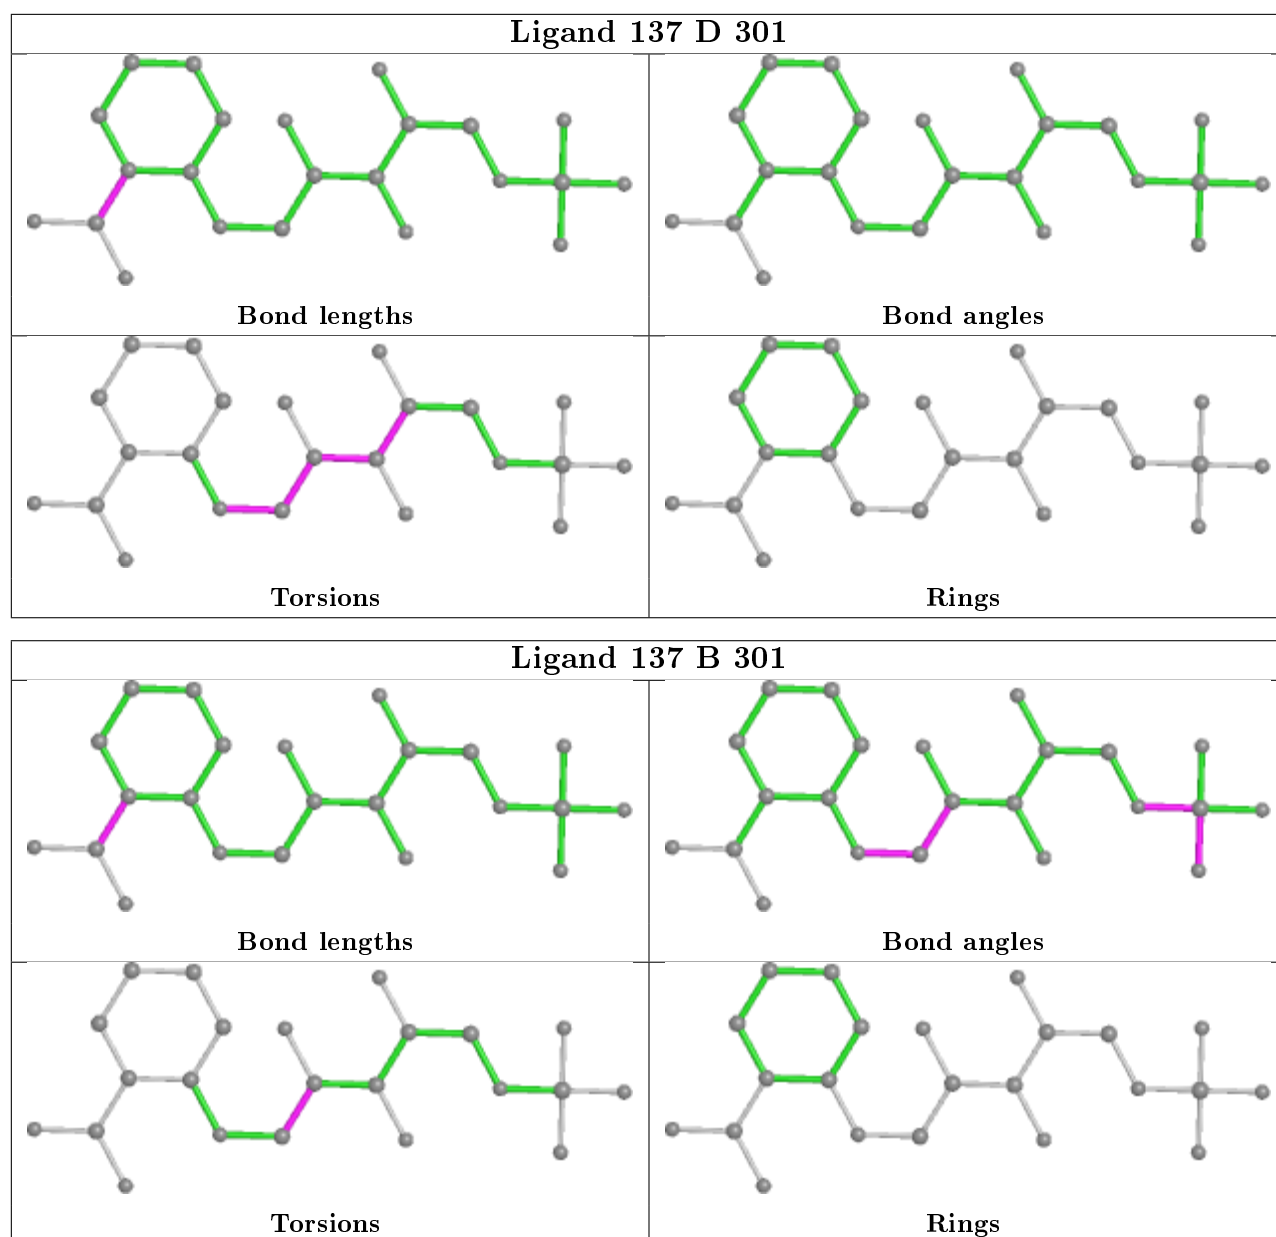 Ligand 137 D 301
Bond lengths
Bond angles
Torsions
Rings
Ligand 137 B 301
Bond lengths
Bond angles
Torsions
Rings